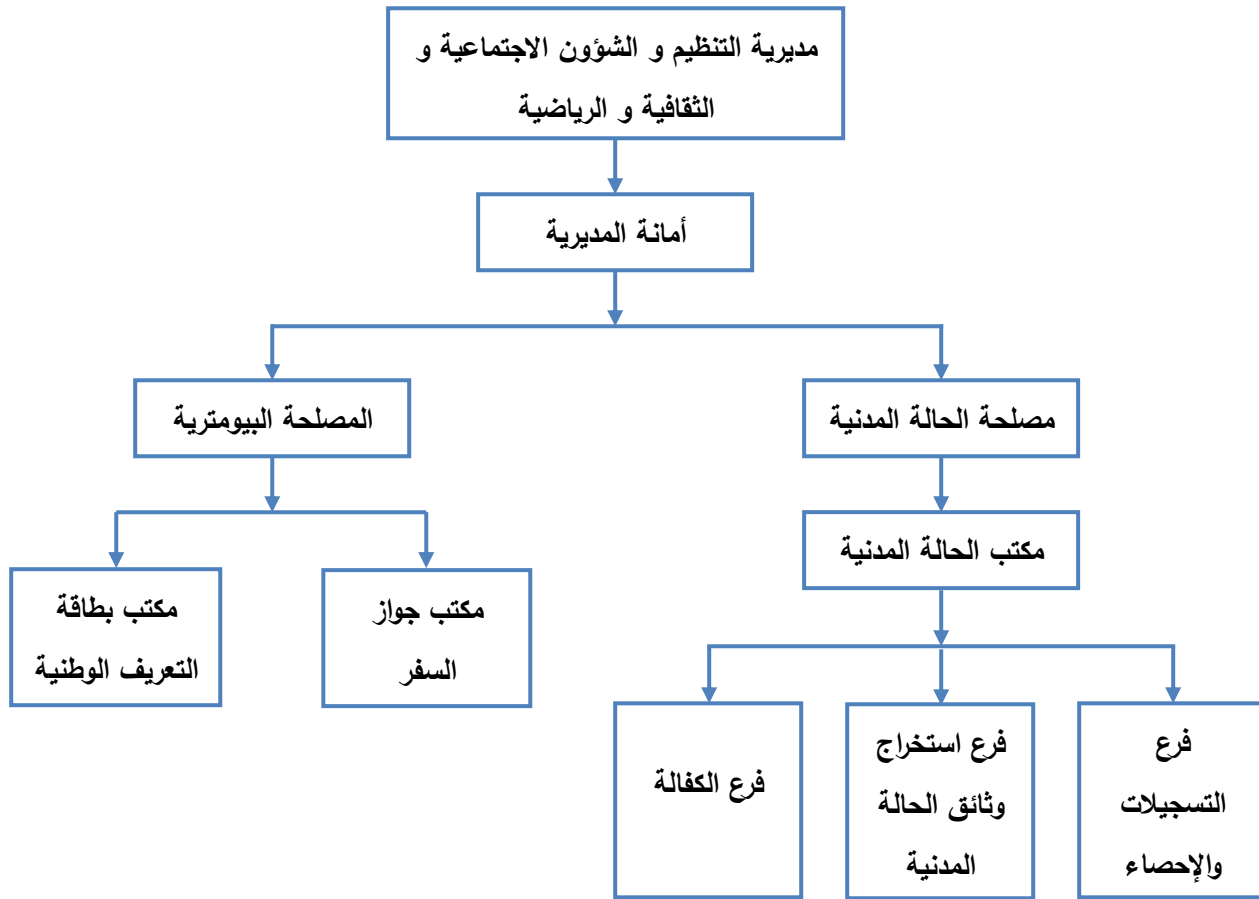 مديرية التنظيم و الشؤون الاجتماعية و
الثقافية و الرياضية
أمانة المديرية
مصلحة الحالة المدنية
المصلحة البيومترية
مكتب الحالة المدنية
مكتب جواز
السفر
مكتب بطاقة
التعريف الوطنية
فرع
التسجيلات
والإحصاء
فرع استخراج
وثائق الحالة
المدنية
فرع الكفالة